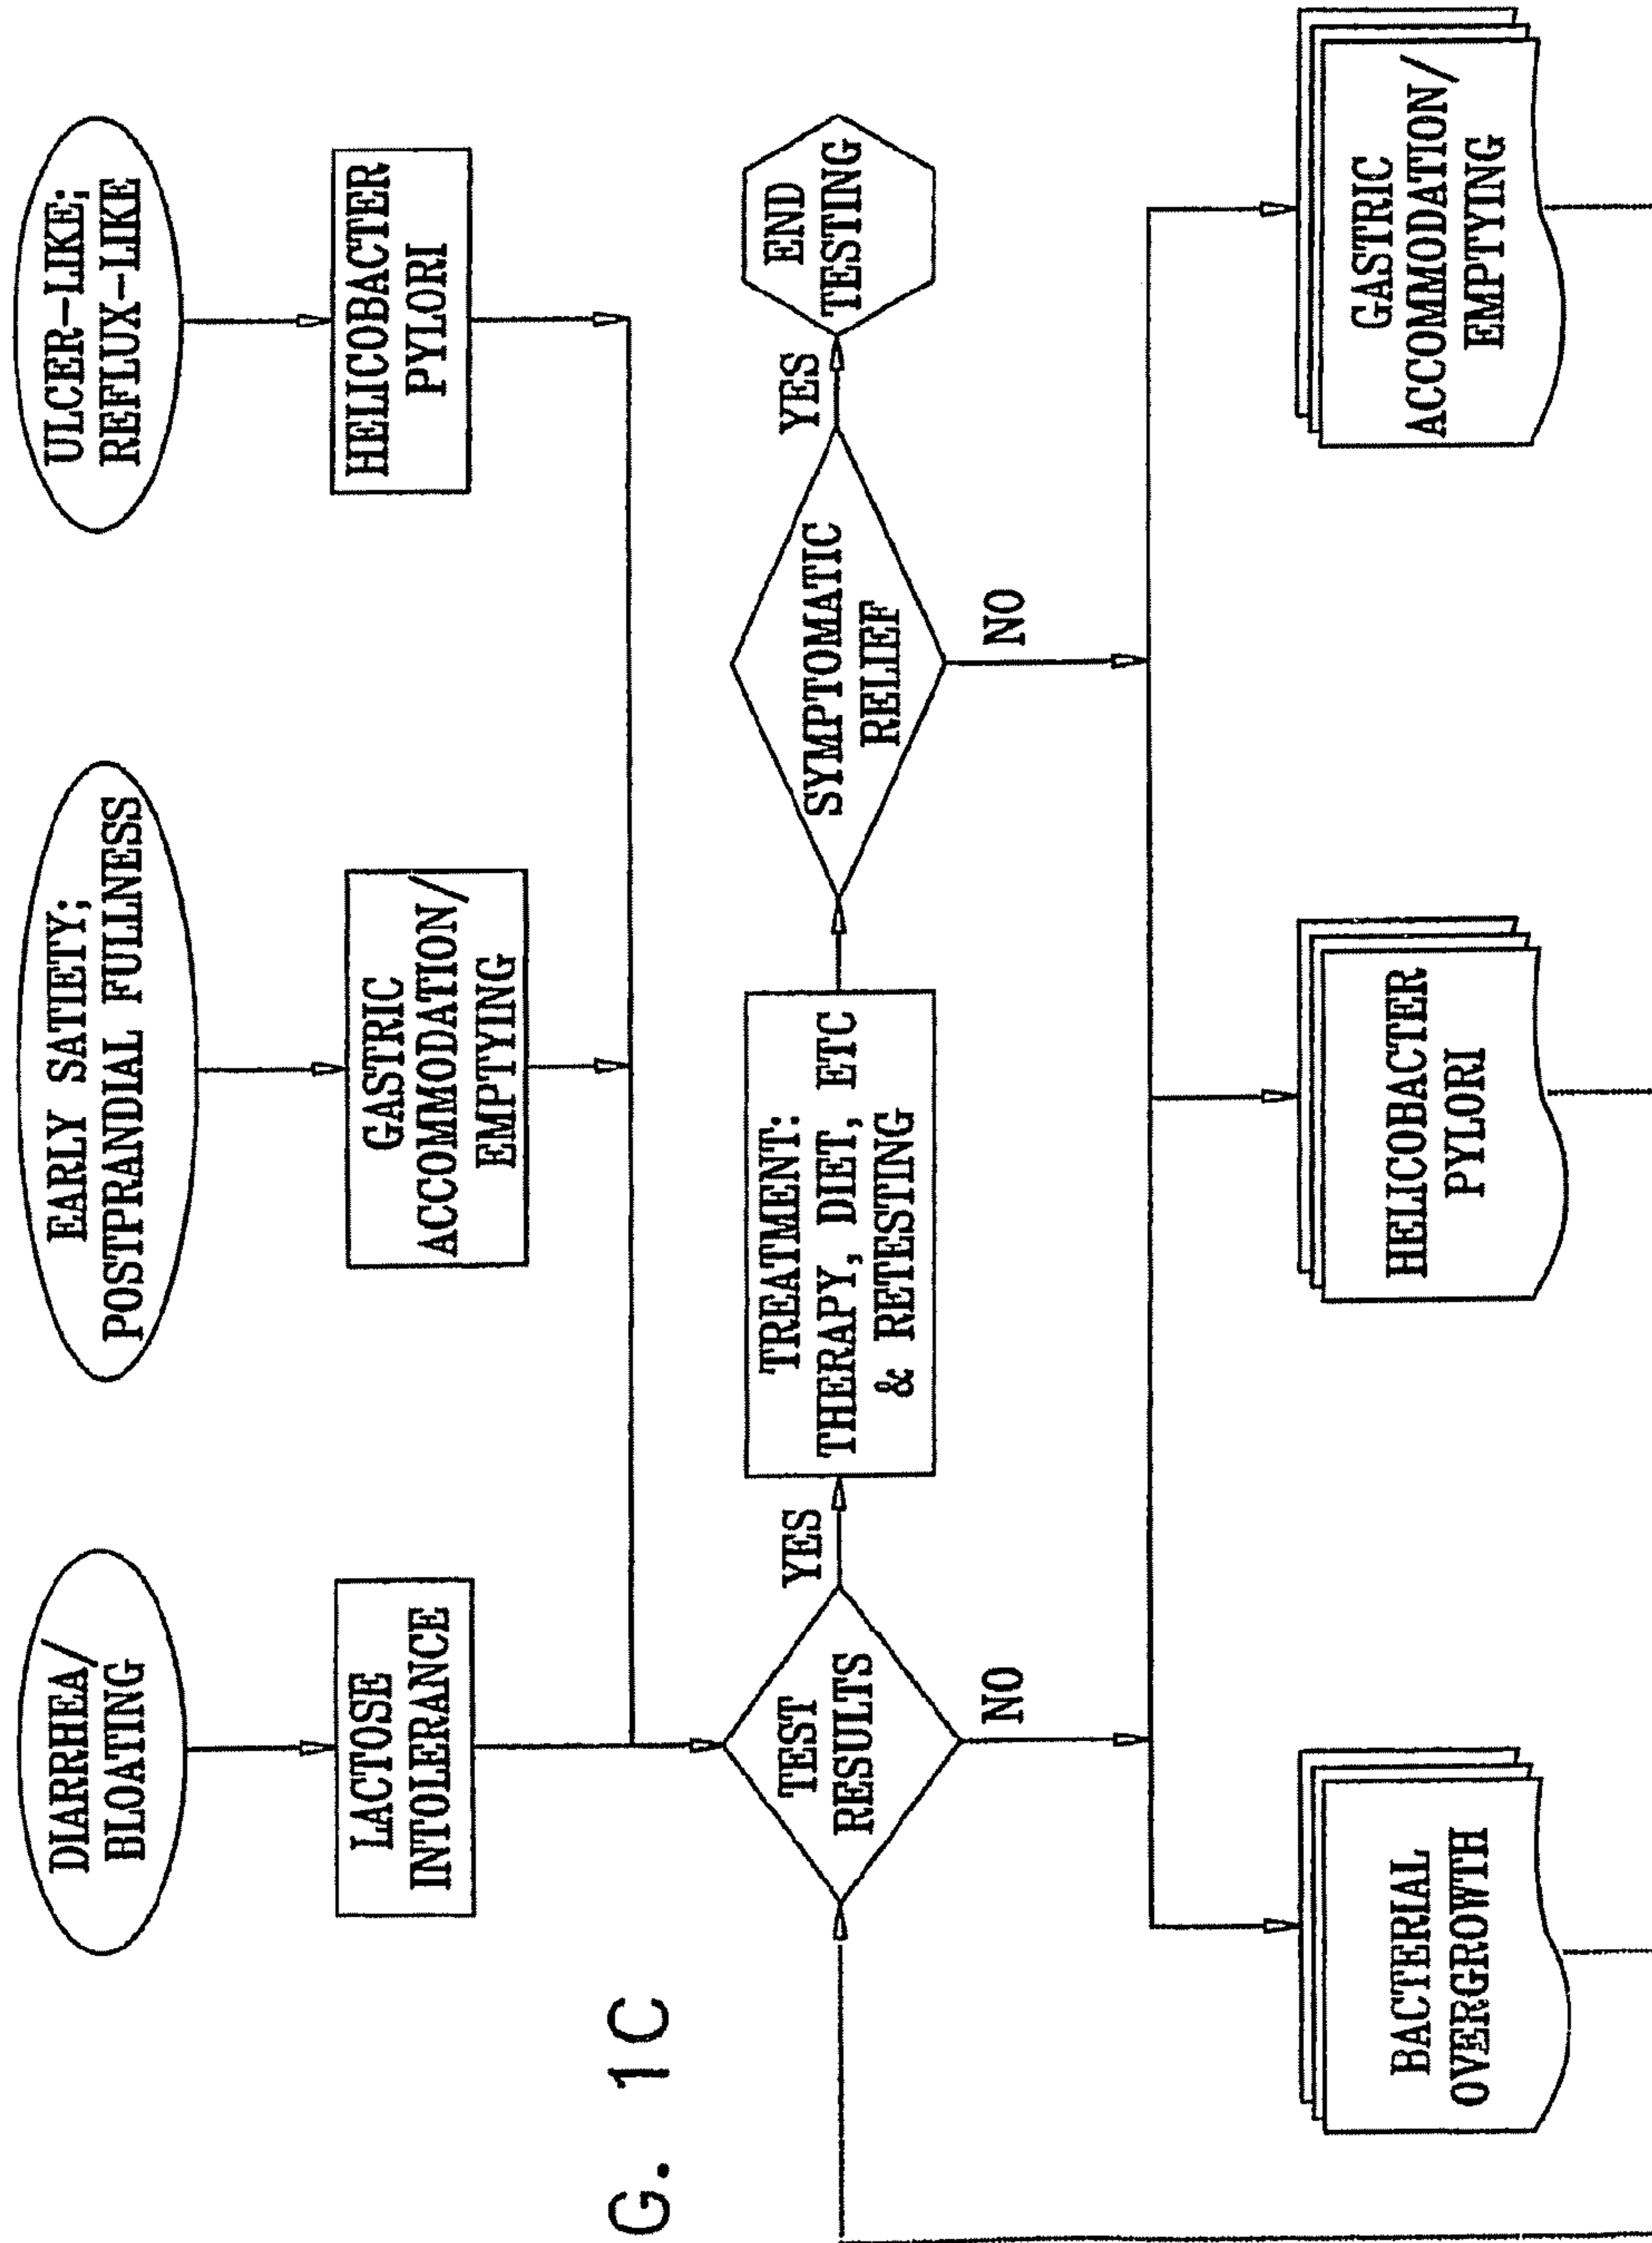 DIARRHEA/
BLOATING
EARLY SATIETY;
POSTPRANDIAL FULLNESS
ULCER-LIKE;
REFLUX-LIKE
LACTOSE
INTOLERANCE
GASTRIC
ACCOMMODATION/
EMPTYING
HELICOBACTER
PYLORI
G. 1C
TEST
RESULTS
YES
NO
TREATMENT:
THERAPY, DIET, ETC
& RETESTING
SYMPTOMATIC
RELIEF
YES
NO
END
TESTING
BACTERIAL
OVERGROWTH
HELICOBACTER
PYLORI
GASTRIC
ACCOMMODATION/
EMPTYING